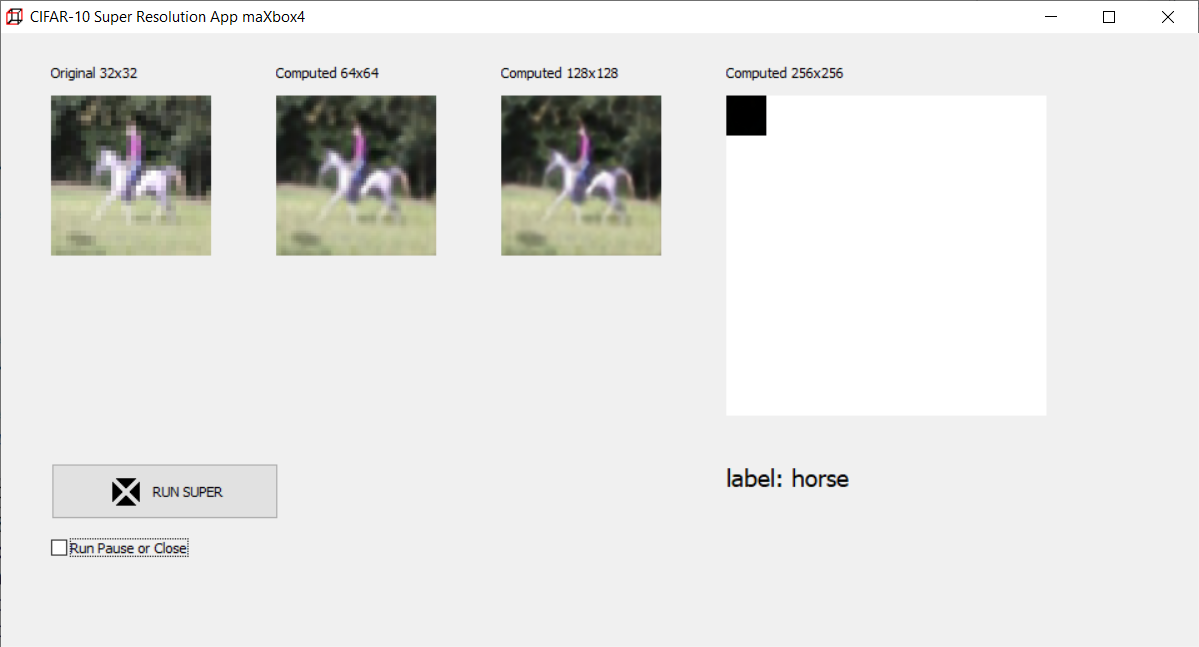 CIFAR-10 Super Resolution App maXbox4
Original 32x32
Computed 64x64
Computed 128x128
Computed 256x256
RUN SUPER
label: horse
Run Pause or Close